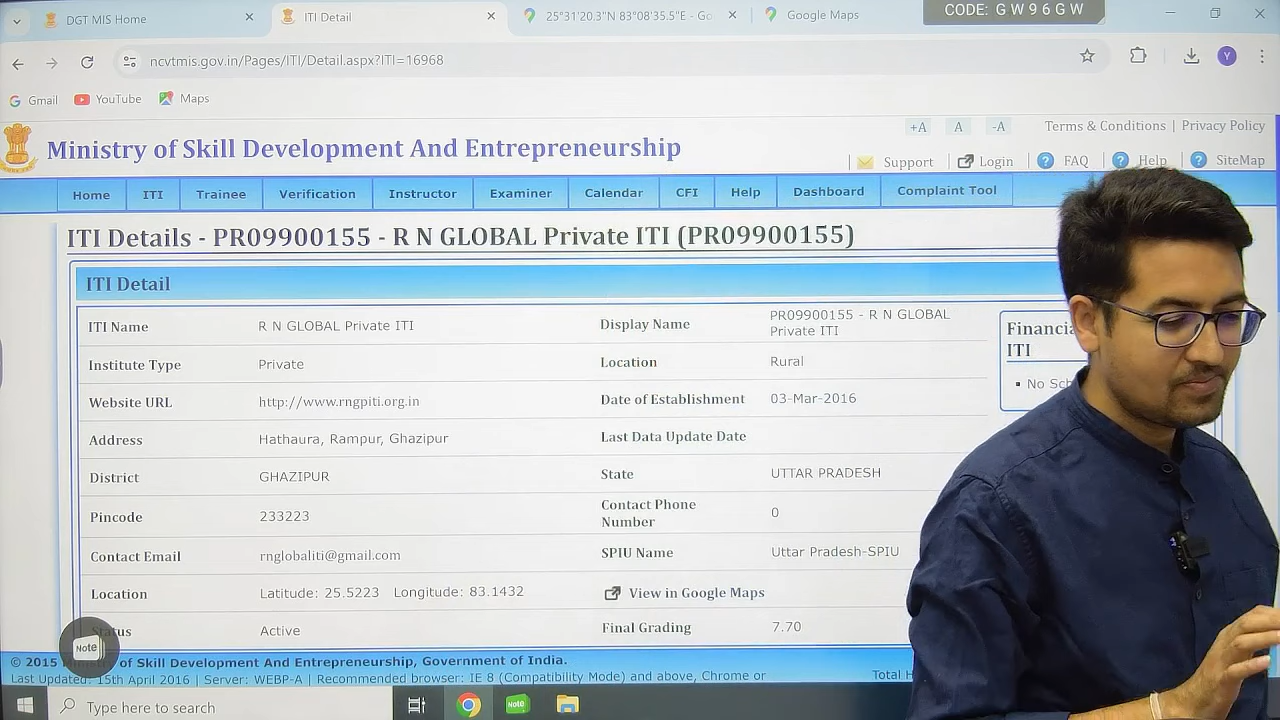 DGT MIS Home
ITI Detail
25°31'20.3"N 83°08'35.5"E - Go
Google Maps
CODE: G W 9 6 G W
ncvtmis.gov.in/Pages/ITI/Detail.aspx?ITI=16968
Y
Gmail
YouTube
Maps
+A A -A
Terms & Conditions | Privacy Policy
Ministry of Skill Development And Entrepreneurship
Support
Login
FAQ
Help
SiteMap
Home ITI Trainee Verification Instructor Examiner Calendar CFI Help Dashboard Complaint Tool
ITI Details - PR09900155 - R N GLOBAL Private ITI (PR09900155)
ITI Detail
ITI Name R N GLOBAL Private ITI Display Name PR09900155 - R N GLOBAL
Private ITI
Institute Type Private Location Rural
Website URL http://www.rngpiti.org.in Date of Establishment 03-Mar-2016
Address Hathaura, Rampur, Ghazipur Last Data Update Date
District GHAZIPUR State UTTAR PRADESH
Pincode 233223 Contact Phone
Number 0
Contact Email rnglobaliti@gmail.com SPIU Name Uttar Pradesh-SPIU
Location Latitude: 25.5223 Longitude: 83.1432 View in Google Maps
Status Active Final Grading 7.70
ITI
No
Note
© 2015 of Skill Development And Entrepreneurship, Government of India.
Last Updated: 15th April 2016 | Server: WEBP-A | Recommended browser: IE 8 (Compatibility Mode) and above, Chrome or
Total
Type here to search
Note